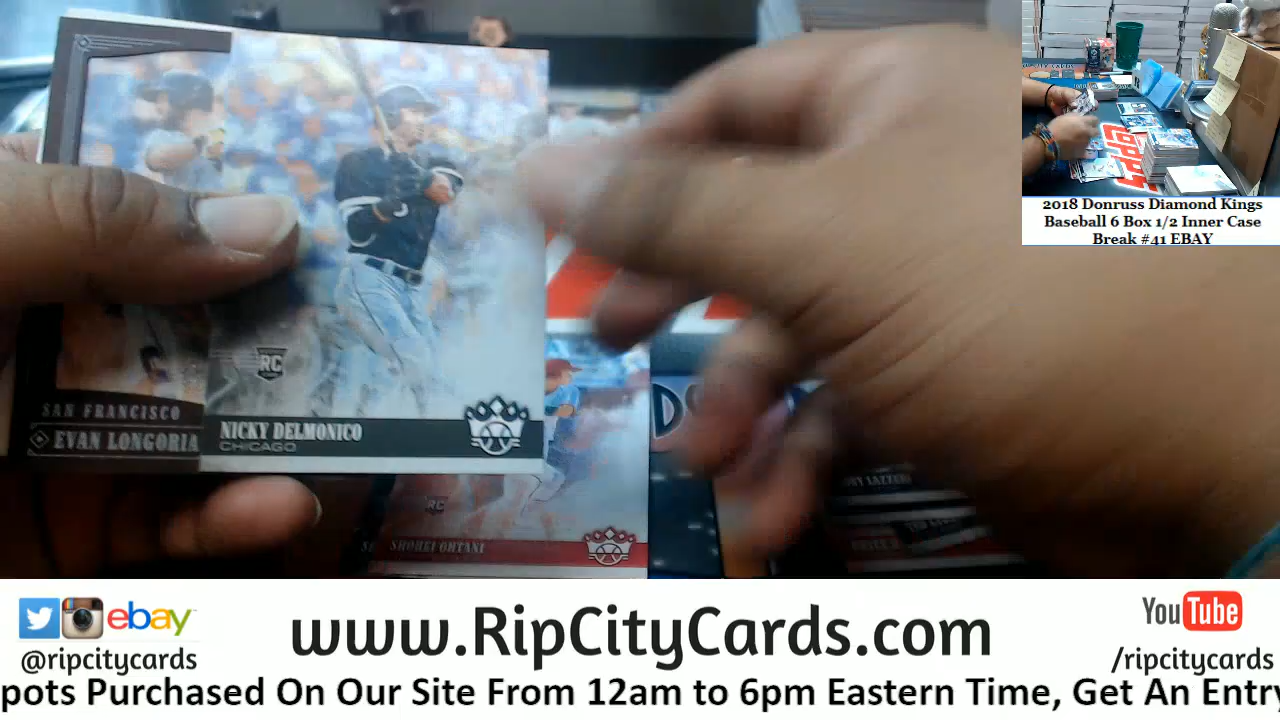 SAN FRANCISCO
EVAN LONGORIA
RC
NICKY DELMONICO
CHICAGO
RC
SHOHEI OHTANI
topps
2018 Donruss Diamond Kings
Baseball 6 Box 1/2 Inner Case
Break #41 EBAY
ebay
@ripcitycards
www.RipCityCards.com
YouTube
/ripcitycards
pots Purchased On Our Site From 12am to 6pm Eastern Time, Get An Entry